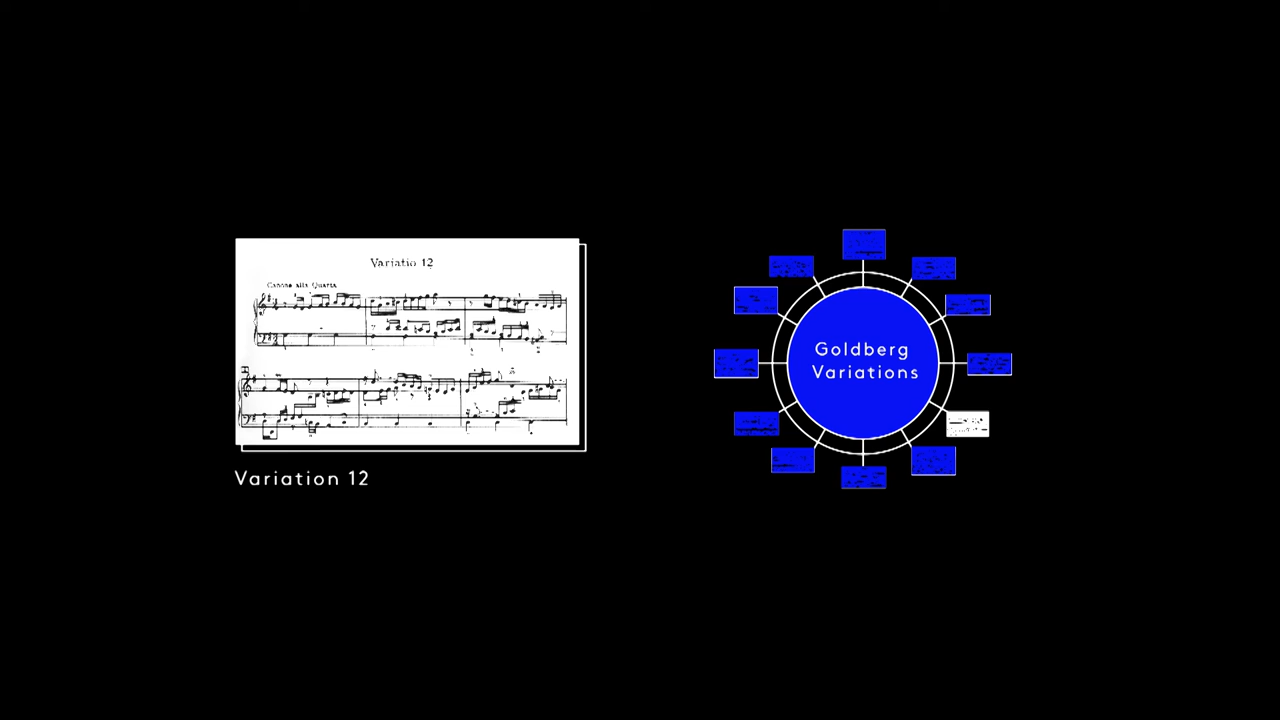 Variatio 12
Canone alla Quarta
Variation 12
Goldberg
Variations